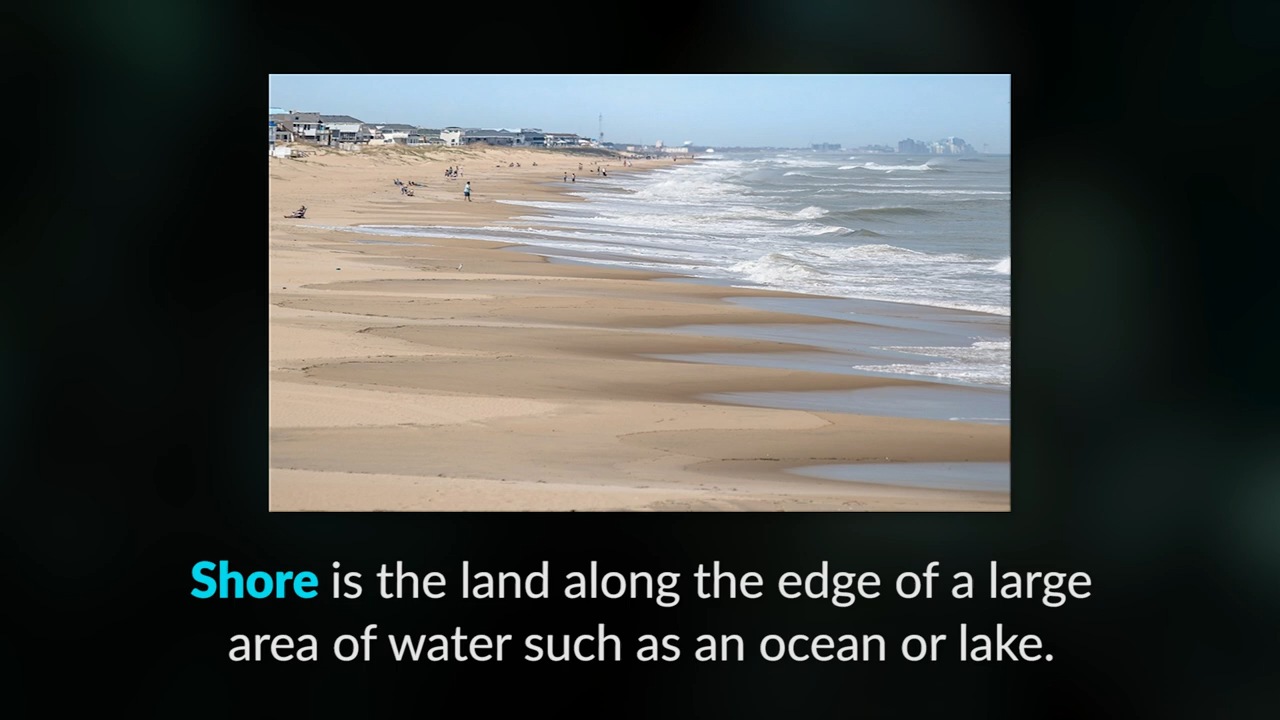 Shore is the land along the edge of a large
area of water such as an ocean or lake.